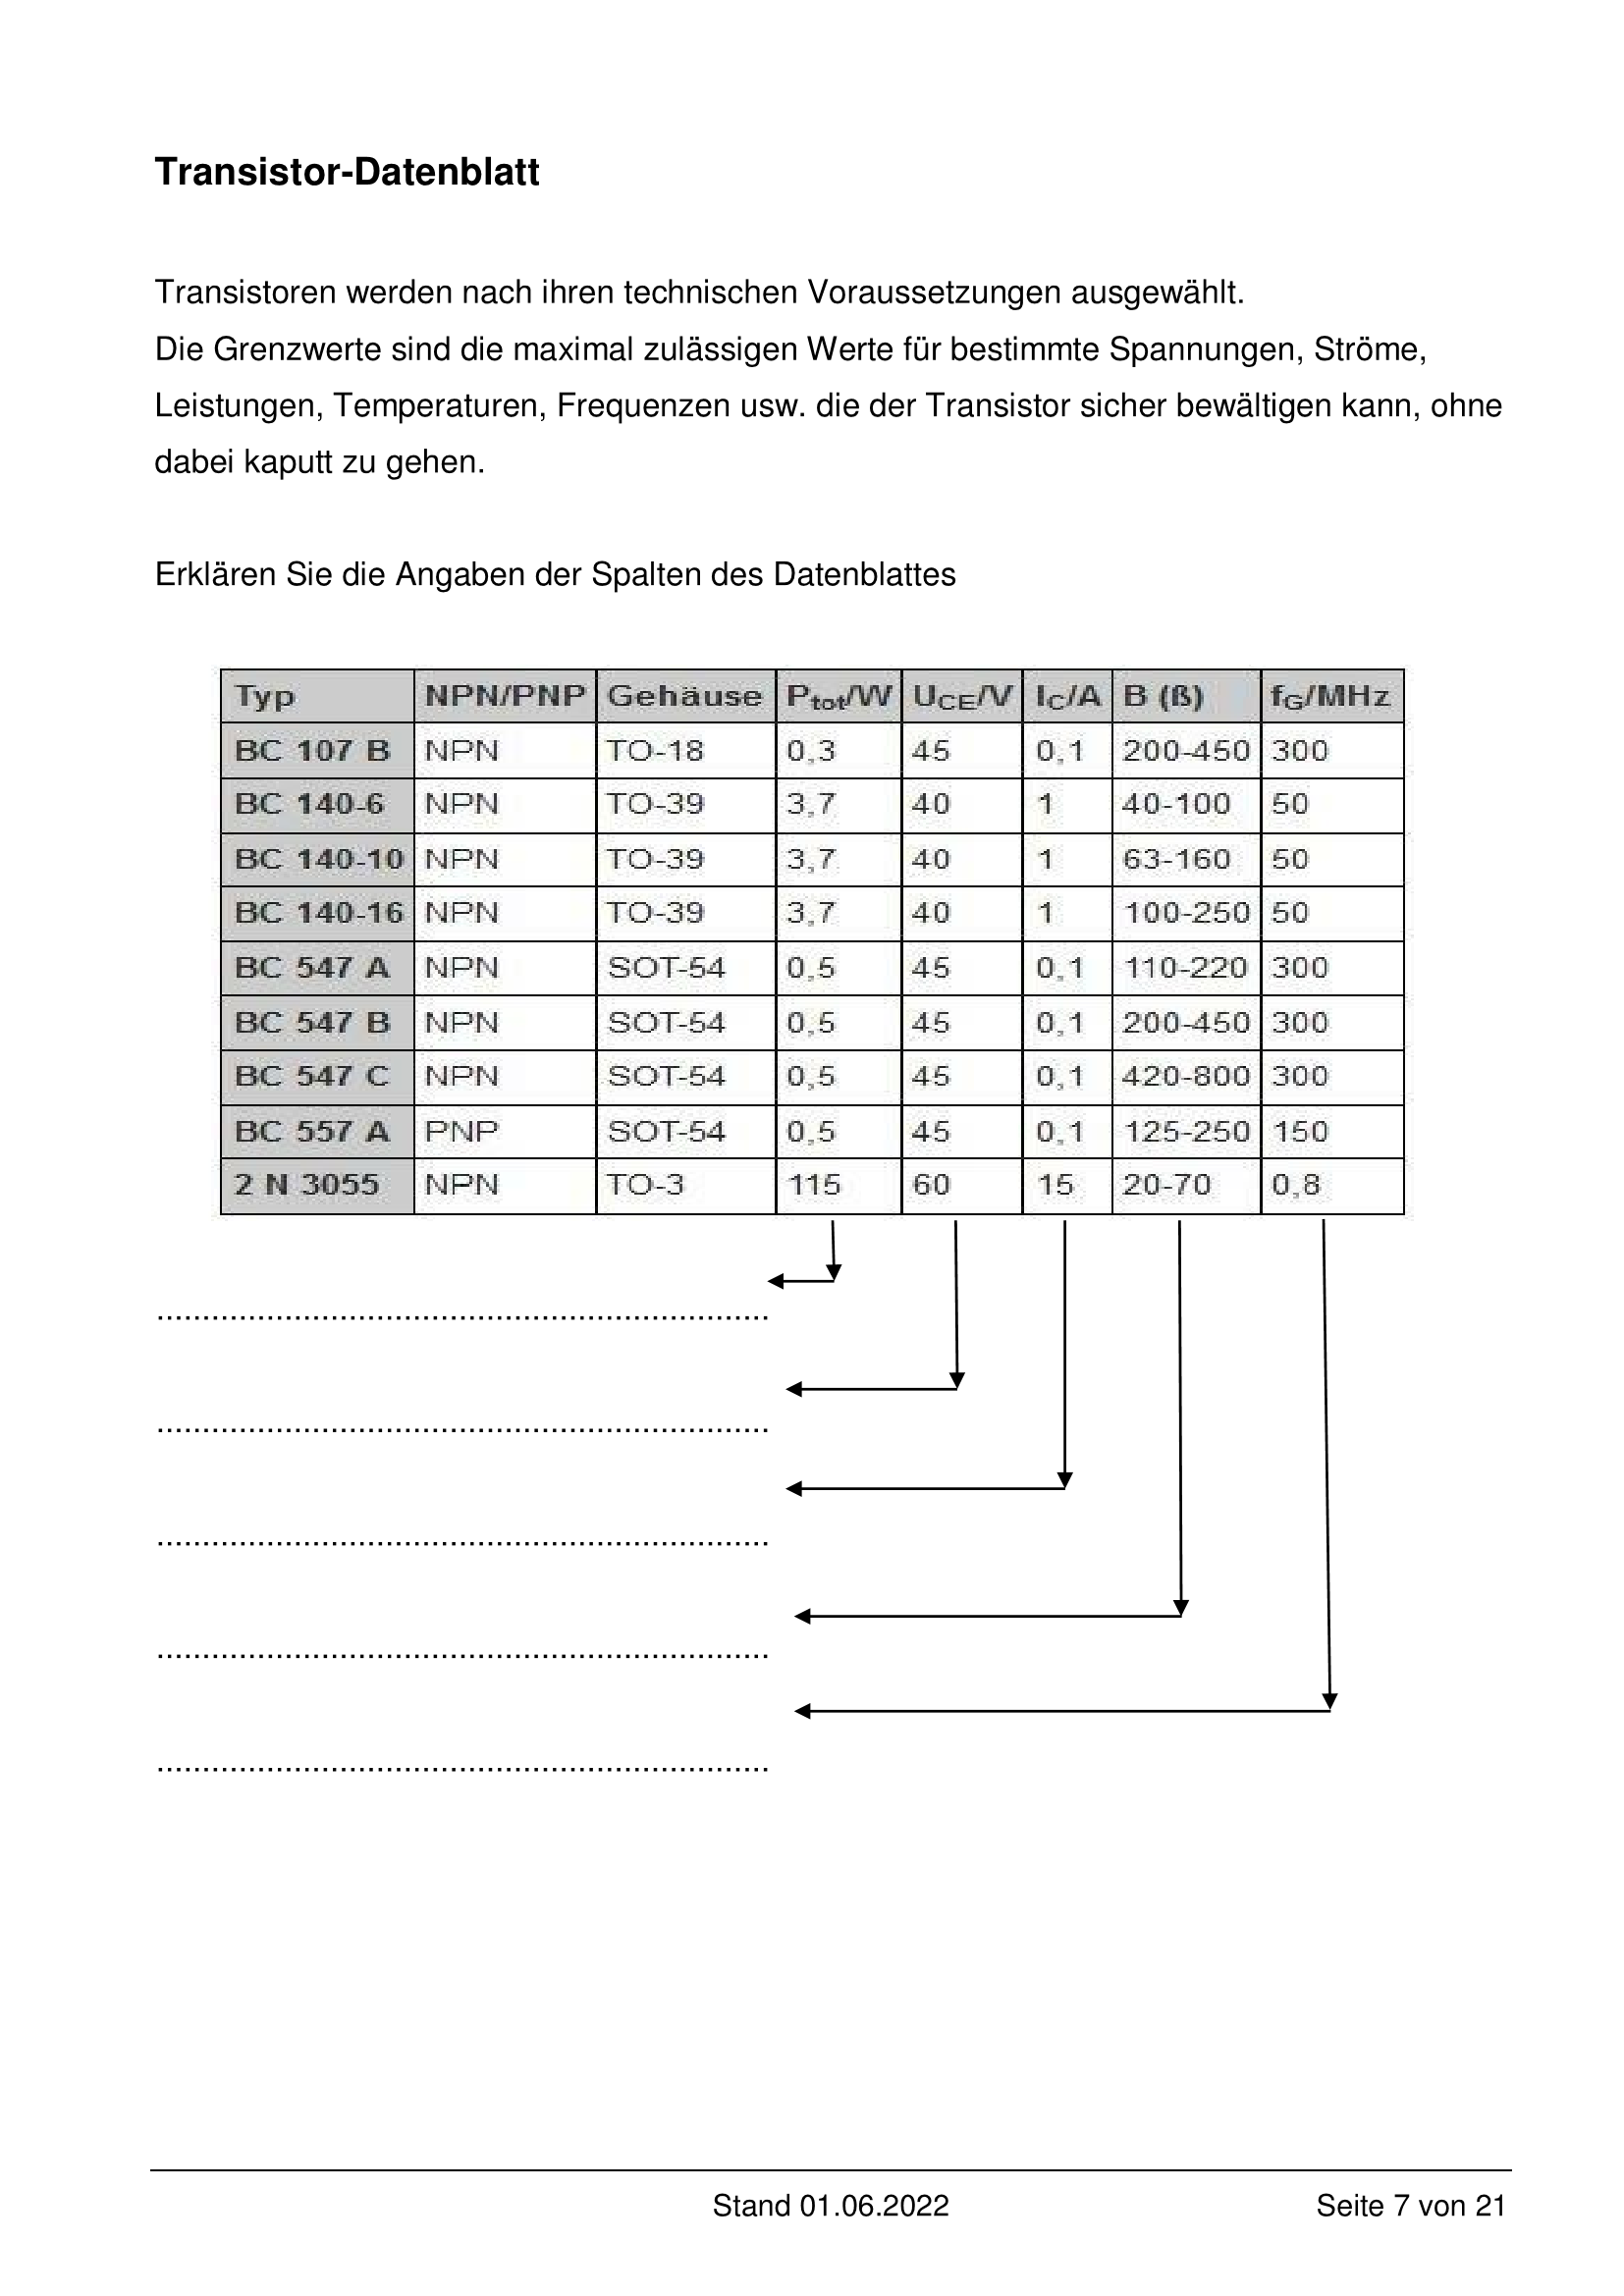 Transistor-Datenblatt
Transistoren werden nach ihren technischen Voraussetzungen ausgewählt.
Die Grenzwerte sind die maximal zulässigen Werte für bestimmte Spannungen, Ströme,
Leistungen, Temperaturen, Frequenzen usw. die der Transistor sicher bewältigen kann, ohne
dabei kaputt zu gehen.
Erklären Sie die Angaben der Spalten des Datenblattes
Typ NPN/PNP Gehäuse Ptot/W UCE/V IC/A B (ß) fG/MHz
BC 107 B NPN TO-18 0,3 45 0,1 200-450 300
BC 140-6 NPN TO-39 3,7 40 1 40-100 50
BC 140-10 NPN TO-39 3,7 40 1 63-160 50
BC 140-16 NPN TO-39 3,7 40 1 100-250 50
BC 547 A NPN SOT-54 0,5 45 0,1 110-220 300
BC 547 B NPN SOT-54 0,5 45 0,1 200-450 300
BC 547 C NPN SOT-54 0,5 45 0,1 420-800 300
BC 557 A PNP SOT-54 0,5 45 0,1 125-250 150
2 N 3055 NPN TO-3 115 60 15 20-70 0,8
...................................................................
...................................................................
...................................................................
...................................................................
...................................................................
Stand 01.06.2022 Seite 7 von 21